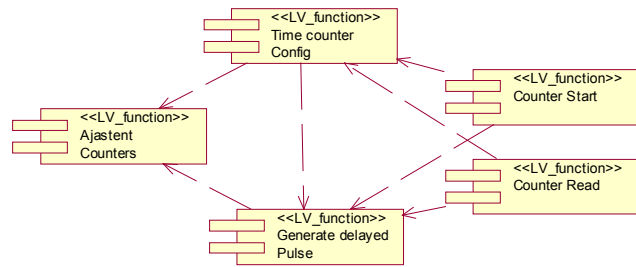 <<LV_function>>
Time counter
Config
<<LV_function>>
Counter Start
<<LV_function>>
Ajastent
Counters
<<LV_function>>
Counter Read
<<LV_function>>
Generate delayed
Pulse